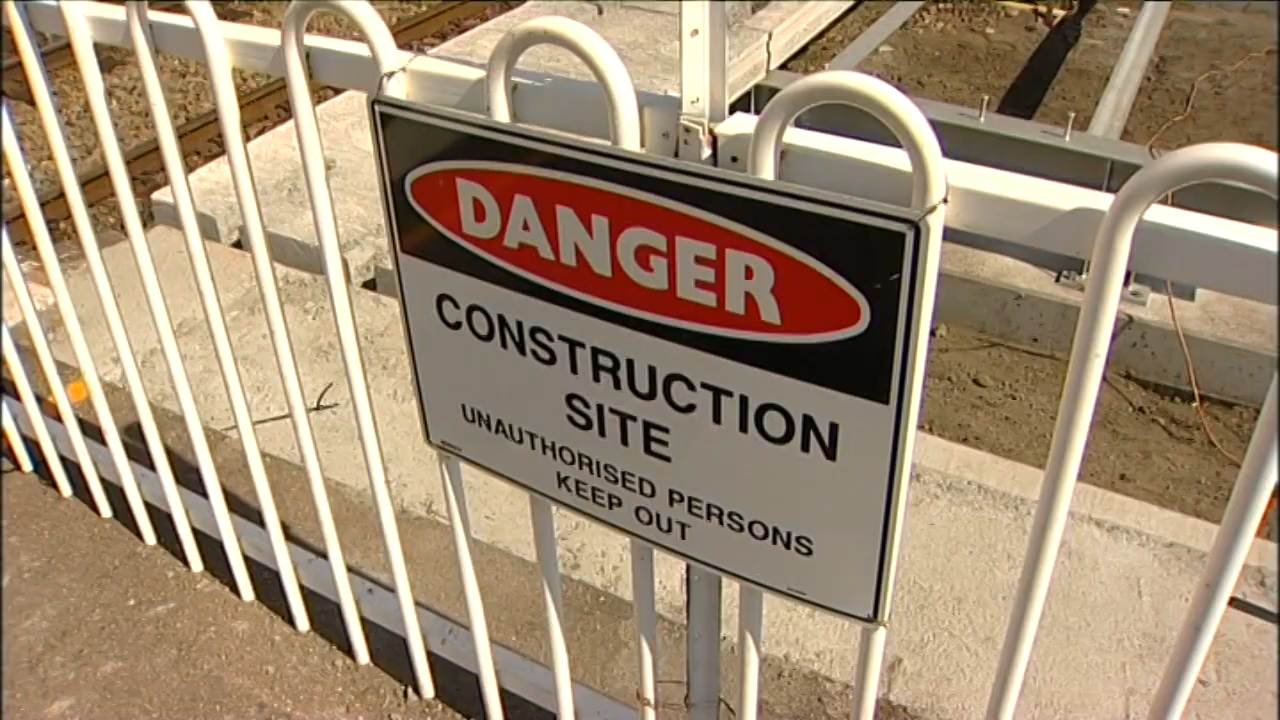 DANGER
CONSTRUCTION
SITE
UNAUTHORISED PERSONS
KEEP OUT